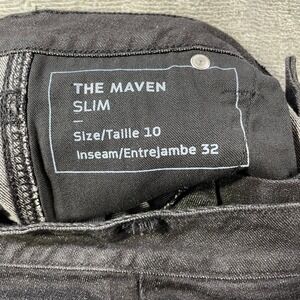 THE MAVEN
SLIM
—
Size/Taille 10
Inseam/Entrejambe 32